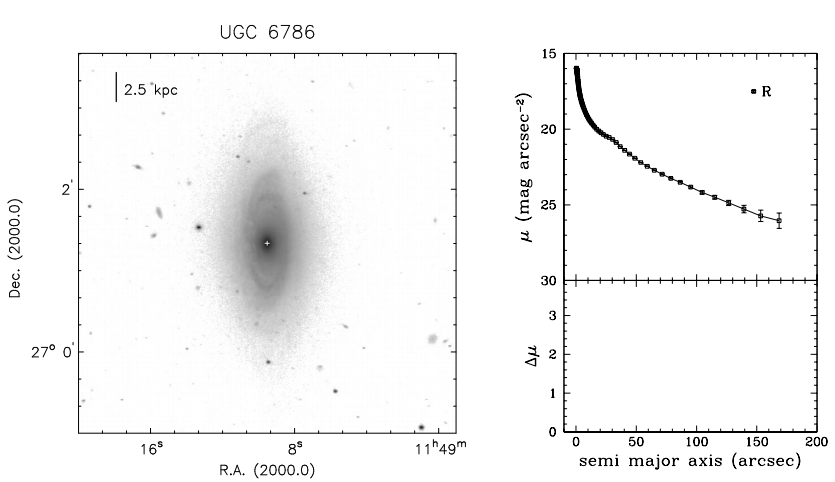 UGC 6786
2.5 kpc
2'
27° 0'
Dec. (2000.0)
16ˢ
8ˢ
11ʰ49ᵐ
R.A. (2000.0)
15
20
25
30
μ (mag arcsec⁻²)
R
3
2
1
0
Δμ
0
50
100
150
200
semi major axis (arcsec)